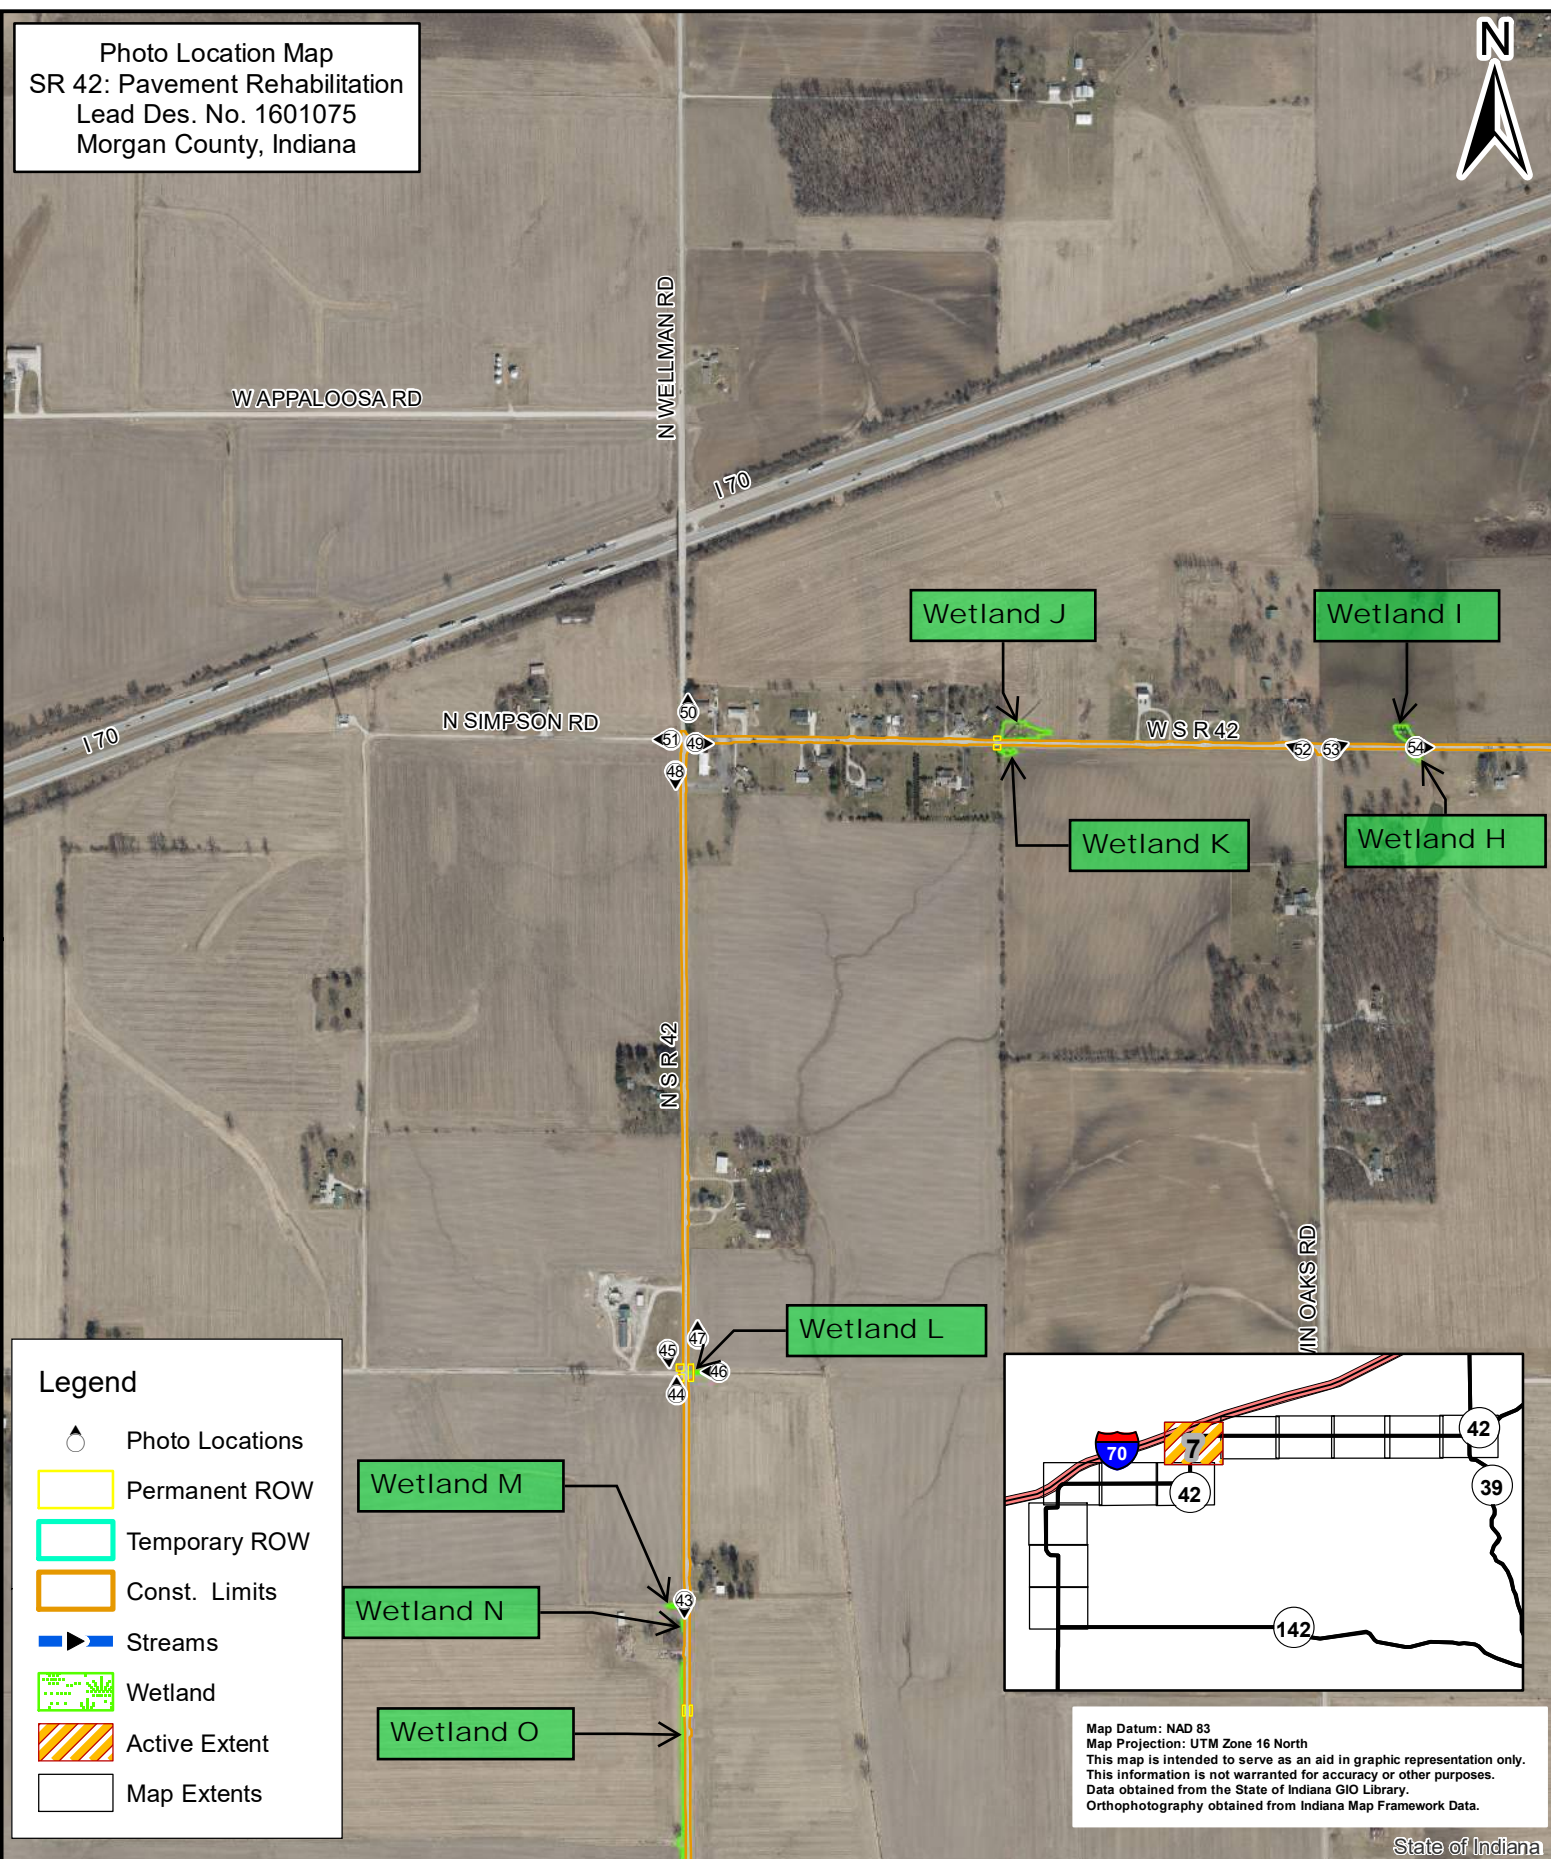 Photo Location Map
SR 42: Pavement Rehabilitation
Lead Des. No. 1601075
Morgan County, Indiana
N
N WELLMAN RD
W APPALOOSA RD
I 70
Wetland J
Wetland I
50
N SIMPSON RD
51
49
W S R 42
52
53
54
I 70
48
Wetland K
Wetland H
N S R 42
WIN OAKS RD
Wetland L
47
45
46
44
Legend
Photo Locations
Permanent ROW
Temporary ROW
Const. Limits
Streams
Wetland
Active Extent
Map Extents
Wetland M
43
Wetland N
Wetland O
70
7
42
42
39
142
Map Datum: NAD 83
Map Projection: UTM Zone 16 North
This map is intended to serve as an aid in graphic representation only.
This information is not warranted for accuracy or other purposes.
Data obtained from the State of Indiana GIO Library.
Orthophotography obtained from Indiana Map Framework Data.
State of Indiana